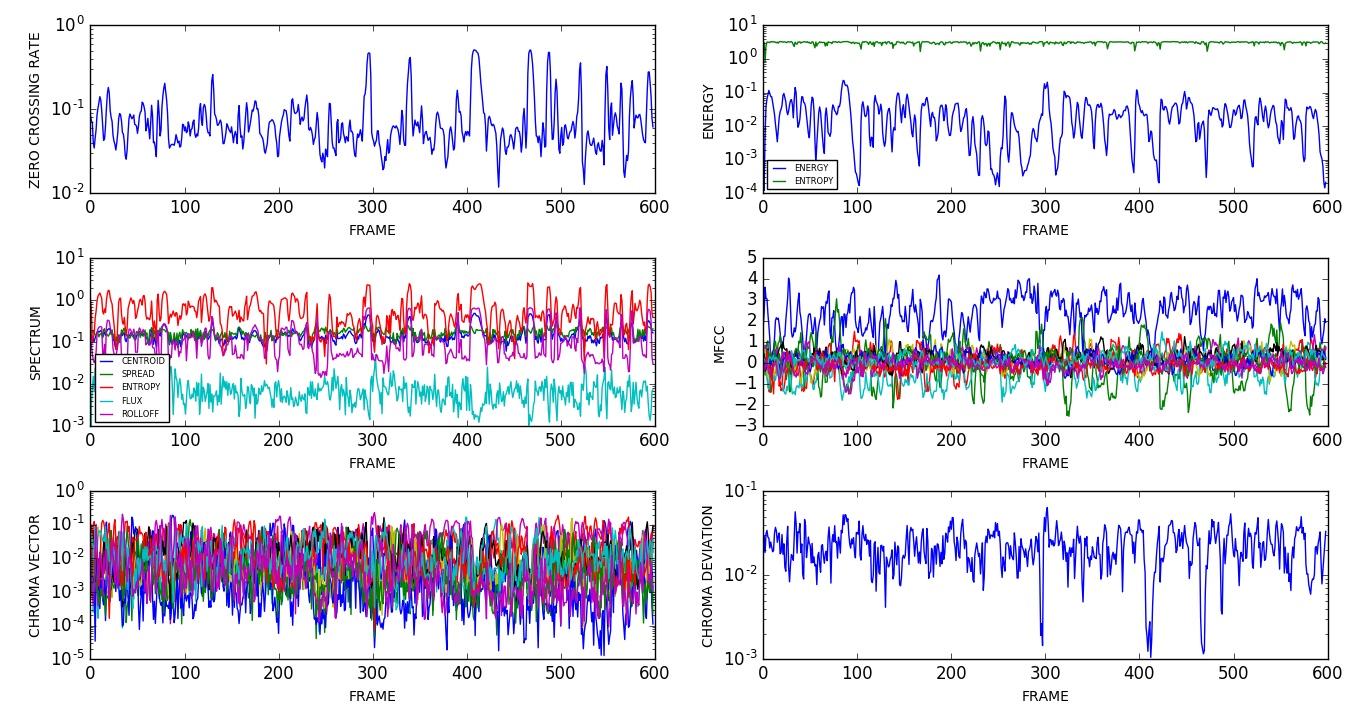 ZERO CROSSING RATE
10^0
10^-1
10^-2
0 100 200 300 400 500 600
FRAME
ENERGY
10^1
10^0
10^-1
10^-2
10^-3
10^-4
ENERGY
ENTROPY
0 100 200 300 400 500 600
FRAME
SPECTRUM
10^1
10^0
10^-1
10^-2
10^-3
CENTROID
SPREAD
ENTROPY
FLUX
ROLLOFF
0 100 200 300 400 500 600
FRAME
MFCC
5
4
3
2
1
0
−1
−2
−3
0 100 200 300 400 500 600
FRAME
CHROMA VECTOR
10^0
10^-1
10^-2
10^-3
10^-4
10^-5
0 100 200 300 400 500 600
FRAME
CHROMA DEVIATION
10^-1
10^-2
10^-3
0 100 200 300 400 500 600
FRAME